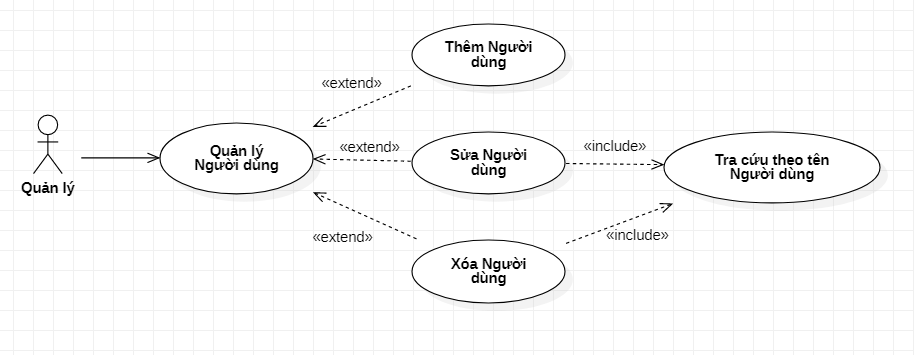 Thêm Người
dùng
«extend»
Quản lý
Người dùng
«extend»
Sửa Người
dùng
«include»
Tra cứu theo tên
Người dùng
Quản lý
«extend»
«include»
Xóa Người
dùng